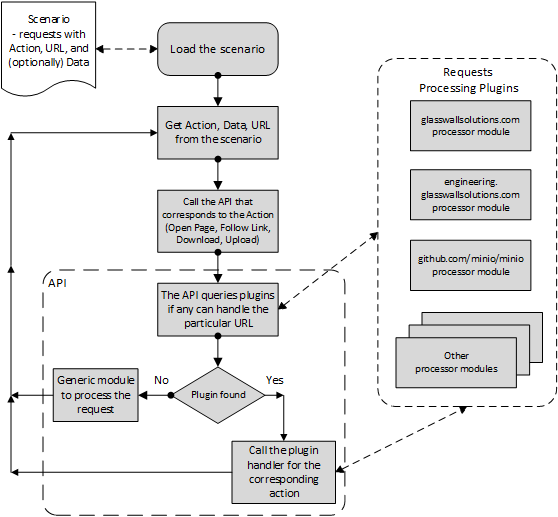 Scenario
- requests with
Action, URL, and
(optionally) Data
Load the scenario
Get Action, Data, URL
from the scenario
Call the API that
corresponds to the Action
(Open Page, Follow Link,
Download, Upload)
API
The API queries plugins
if any can handle the
particular URL
Plugin found
No
Yes
Generic module
to process the
request
Call the plugin
handler for the
corresponding
action
Requests
Processing Plugins
glasswallsolutions.com
processor module
engineering.
glasswallsolutions.com
processor module
github.com/minio/minio
processor module
Other
processor modules